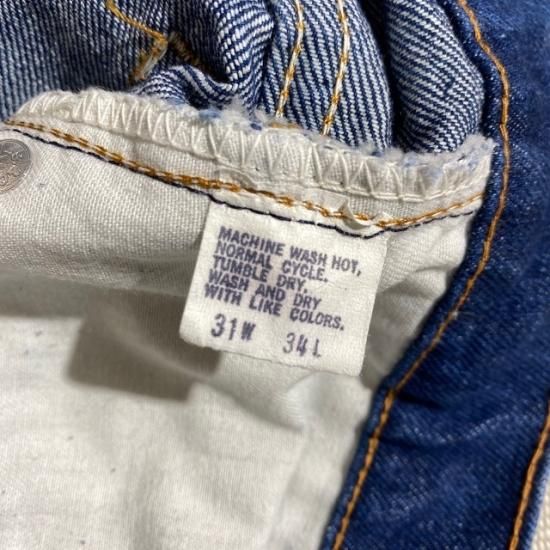 MACHINE WASH HOT,
NORMAL CYCLE.
TUMBLE DRY.
WASH AND DRY
WITH LIKE COLORS.
31W 34L